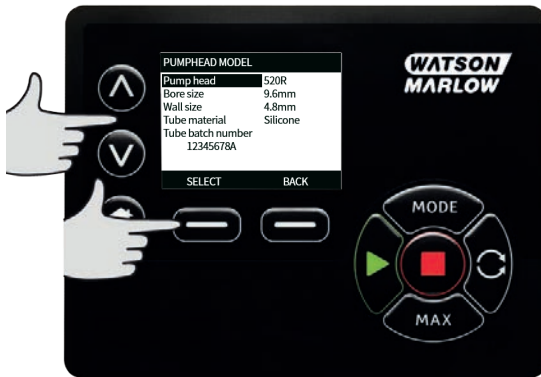 PUMPHEAD MODEL
Pump head 520R
Bore size 9.6mm
Wall size 4.8mm
Tube material Silicone
Tube batch number
12345678A
SELECT BACK
WATSON
MARLOW
MODE
MAX